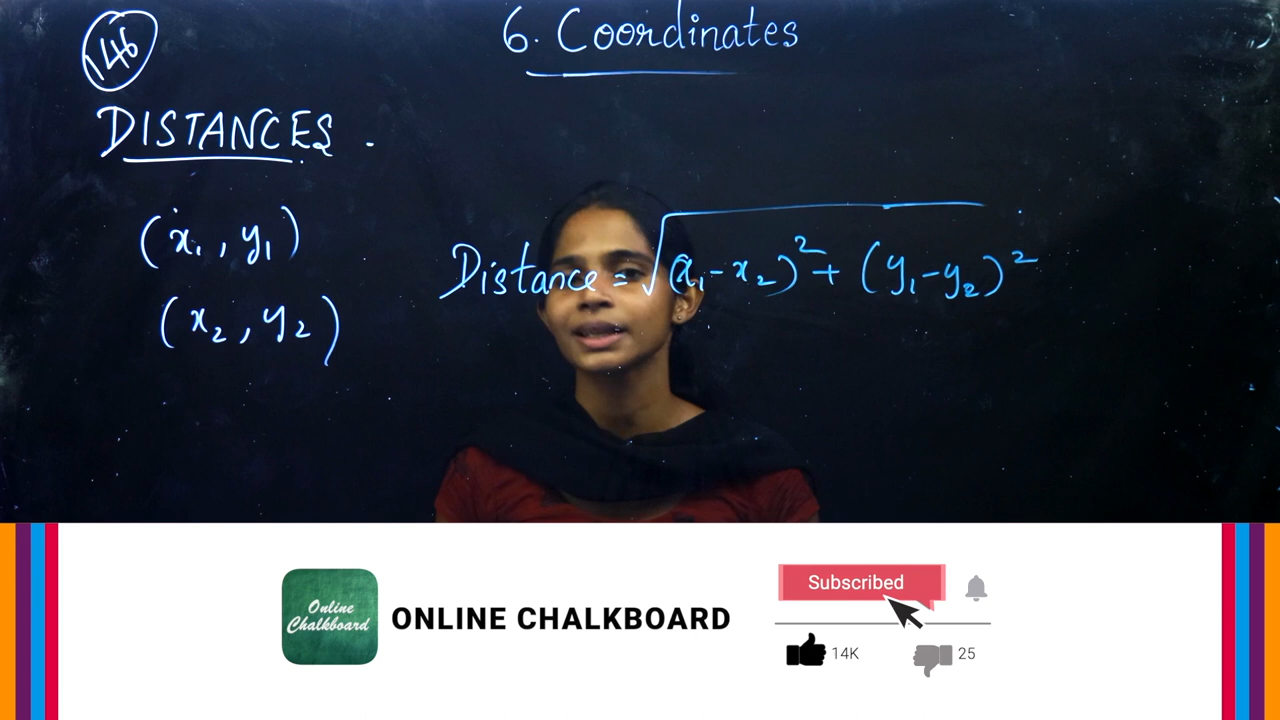 146
6. Coordinates
DISTANCES.
(x₁, y₁)
Distance = √(x₁-x₂)² + (y₁-y₂)²
(x₂, y₂)
Online
Chalkboard
ONLINE CHALKBOARD
Subscribed
14K
25